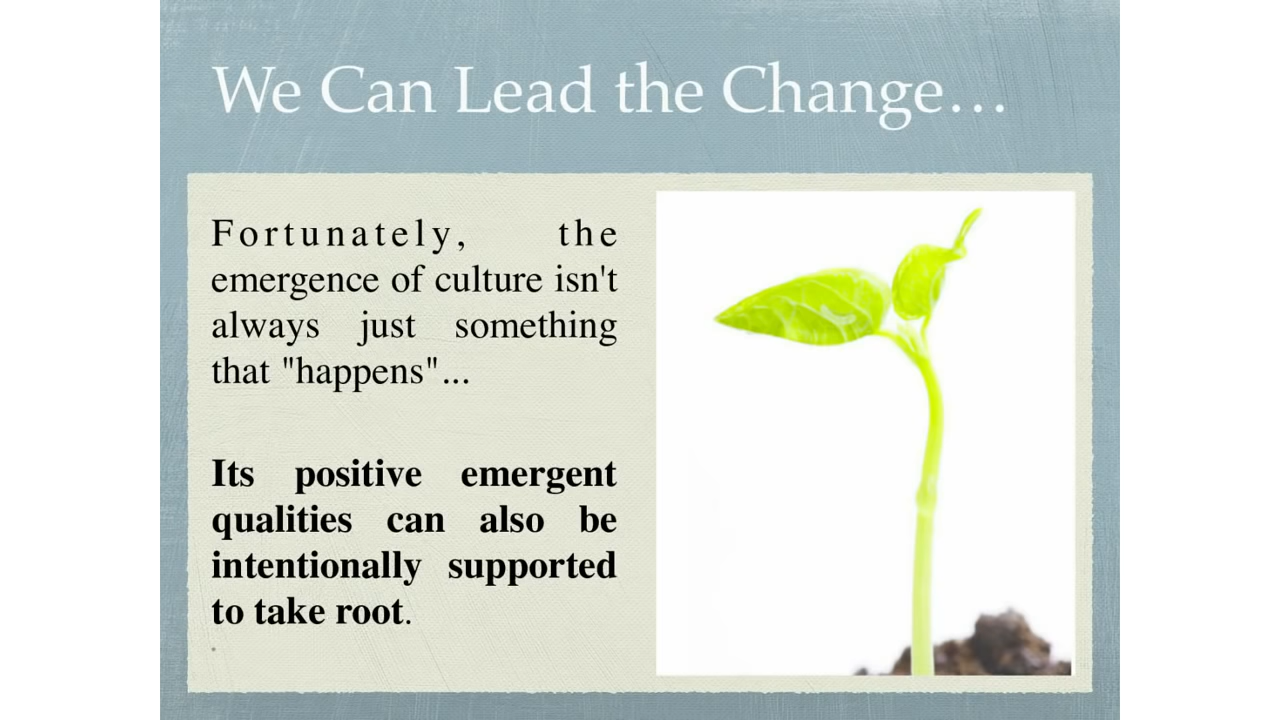 We Can Lead the Change…
Fortunately, the
emergence of culture isn't
always just something
that "happens"...
Its positive emergent
qualities can also be
intentionally supported
to take root.